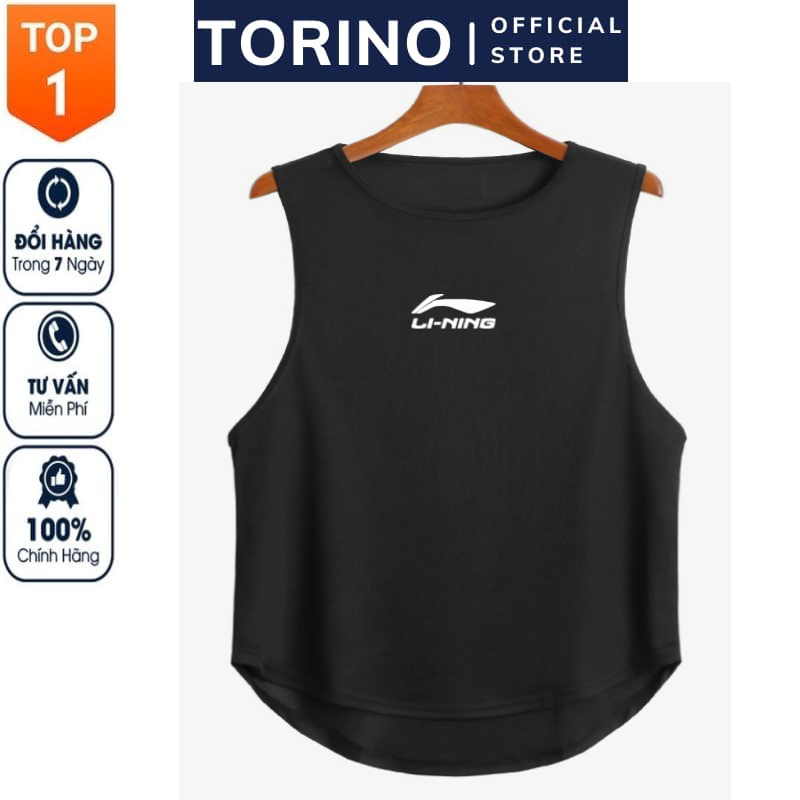 TOP
1
TORINO
OFFICIAL
STORE
ĐỔI HÀNG
Trong 7 Ngày
TƯ VẤN
Miễn Phí
100%
Chính Hãng
LI-NING